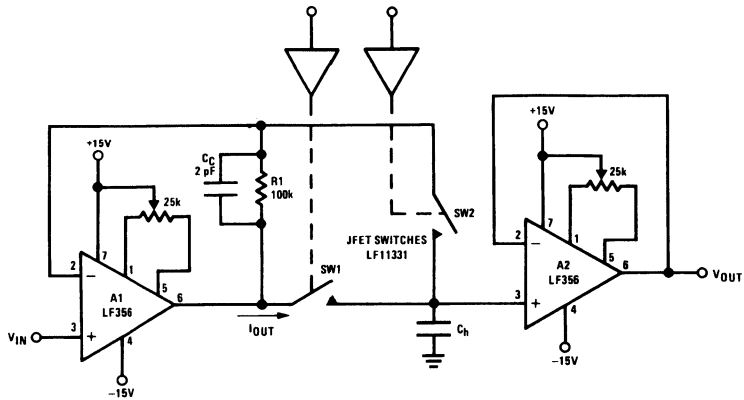 +15V
25k
7
1
5
2
−
A1
LF356
6
3
+
4
VIN
−15V
CC
2 pF
R1
100k
SW1
IOUT
SW2
JFET SWITCHES
LF11331
Ch
+15V
25k
7
1
5
2
−
A2
LF356
6
3
+
4
VOUT
−15V